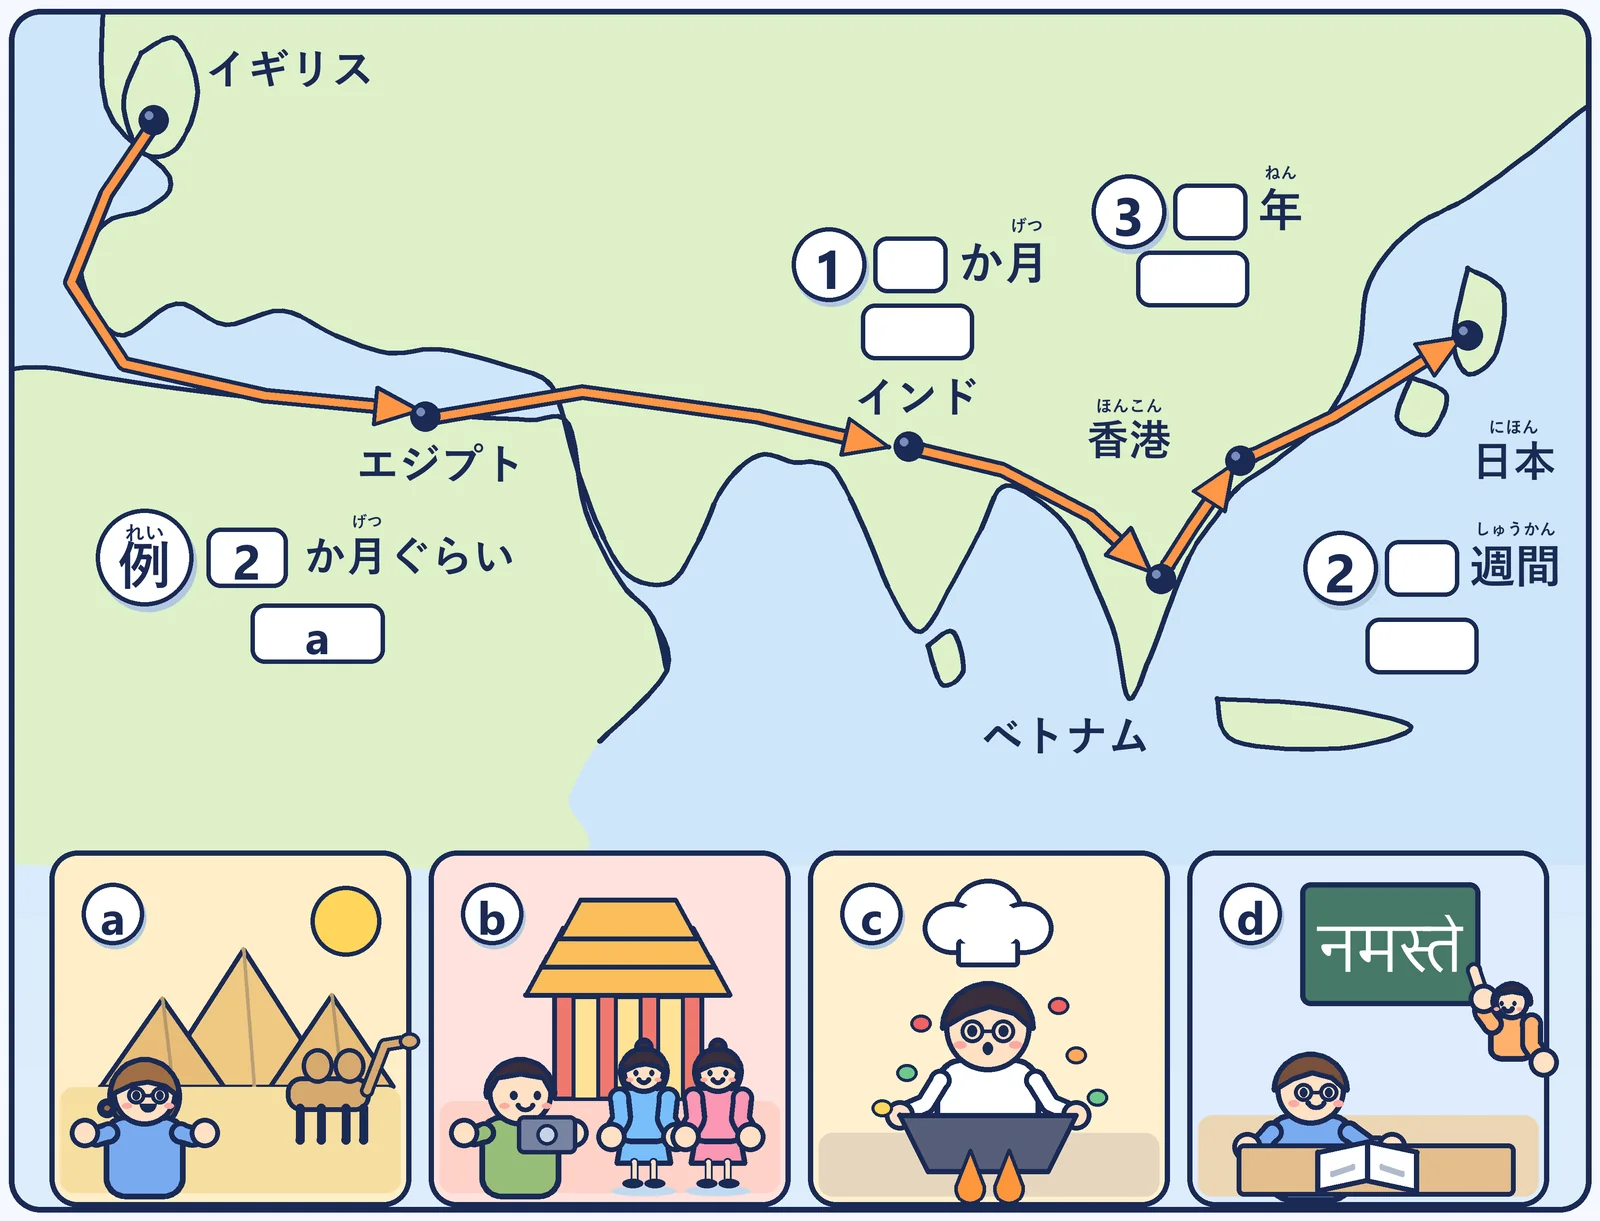 イギリス
ねん
③ 年
げつ
① か月
インド
ほんこん
香港
にほん
日本
エジプト
れい げつ
例 2 か月ぐらい
a
しゅうかん
② 週間
ベトナム
a
b
c
d
नमस्ते